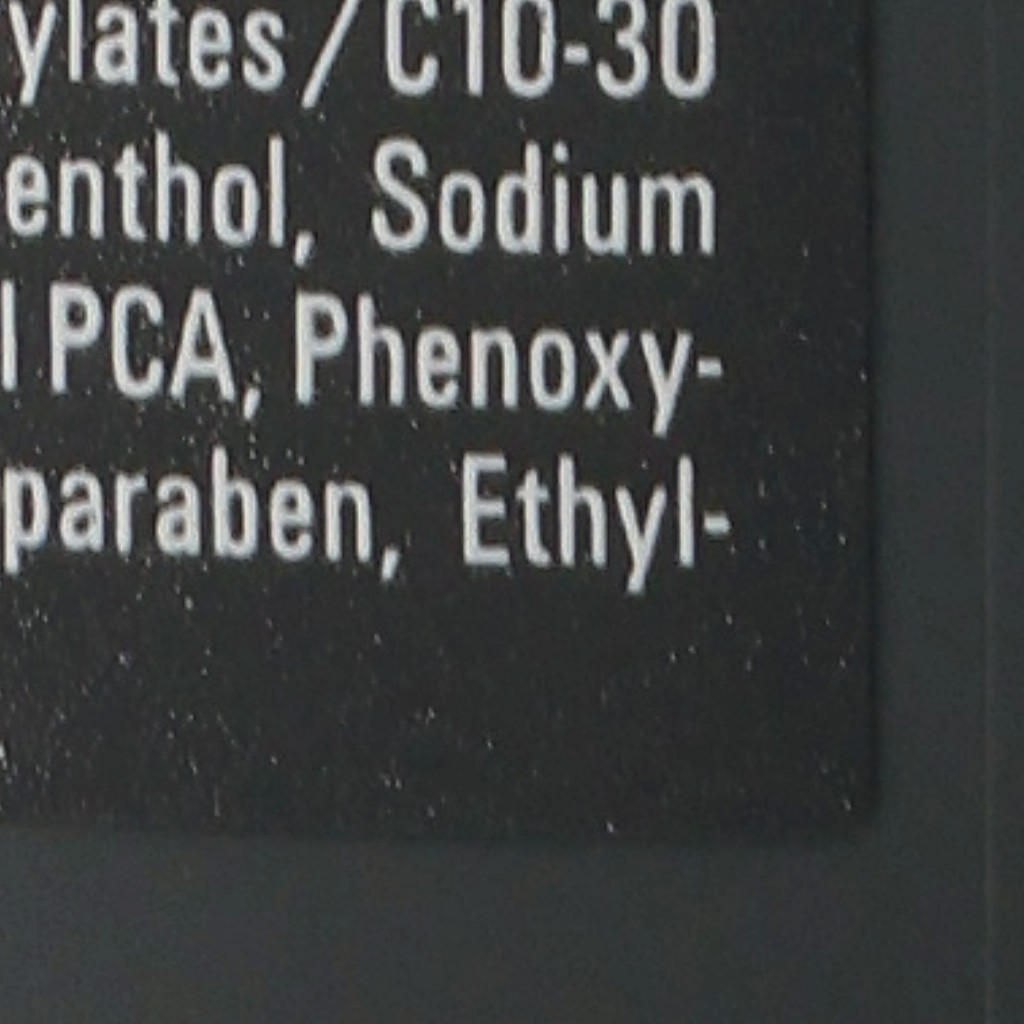 ylates/C10-30
enthol, Sodium
l PCA, Phenoxy-
paraben, Ethyl-